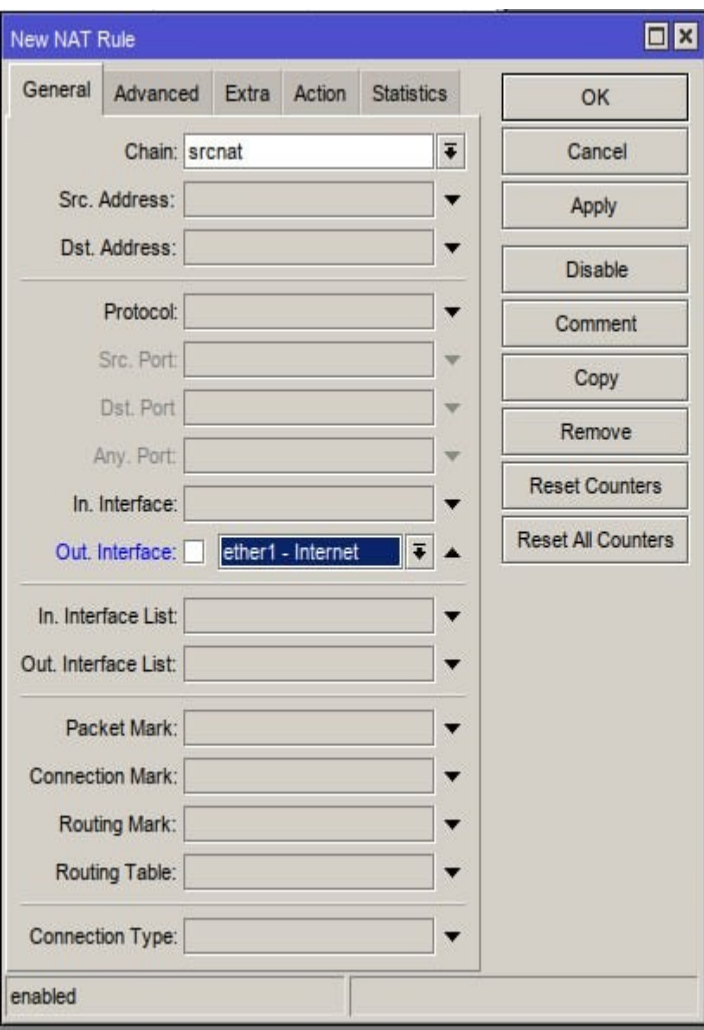 New NAT Rule
General Advanced Extra Action Statistics
Chain: srcnat
Src. Address:
Dst. Address:
Protocol:
Src. Port:
Dst. Port
Any. Port:
In. Interface:
Out. Interface: ether1 - Internet
In. Interface List:
Out. Interface List:
Packet Mark:
Connection Mark:
Routing Mark:
Routing Table:
Connection Type:
enabled
OK
Cancel
Apply
Disable
Comment
Copy
Remove
Reset Counters
Reset All Counters